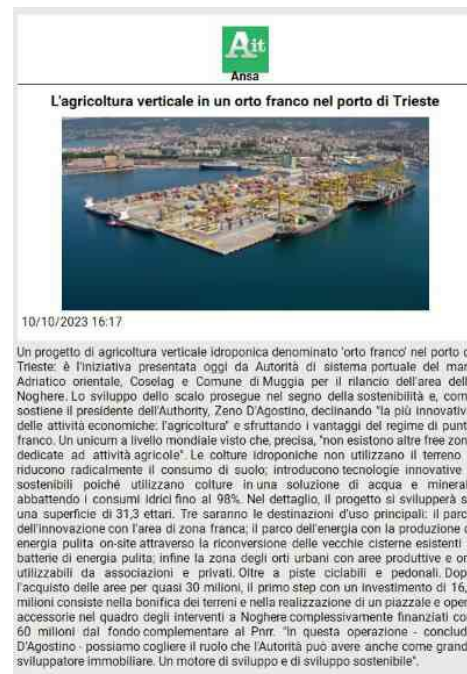 Ait
Ansa
L'agricoltura verticale in un orto franco nel porto di Trieste
10/10/2023 16:17
Un progetto di agricoltura verticale idroponica denominato 'orto franco' nel porto
Trieste: è l'iniziativa presentata oggi da Autorità di sistema portuale del mar
Adriatico orientale, Coselag e Comune di Muggia per il rilancio dell'area dell
Noghere. Lo sviluppo dello scalo prosegue nel segno della sostenibilità e, com
sostiene il presidente dell'Authority, Zeno D'Agostino, declinando "la più innovativ
delle attività economiche: l'agricoltura" e sfruttando i vantaggi del regime di punt
franco. Un unicum a livello mondiale visto che, precisa, "non esistono altre free zon
dedicate ad attività agricole". Le colture idroponiche non utilizzano il terreno
riducono radicalmente il consumo di suolo; introducono tecnologie innovative
sostenibili poiché utilizzano colture in una soluzione di acqua e mineral
abbattendo i consumi idrici fino al 98%. Nel dettaglio, il progetto si svilupperà s
una superficie di 31,3 ettari. Tre saranno le destinazioni d'uso principali: il parc
dell'innovazione con l'area di zona franca; il parco dell'energia con la produzione
energia pulita on-site attraverso la riconversione delle vecchie cisterne esistenti
batterie di energia pulita; infine la zona degli orti urbani con aree produttive e or
utilizzabili da associazioni e privati. Oltre a piste ciclabili e pedonali. Dop
l'acquisto delle aree per quasi 30 milioni, il primo step con un investimento di 16,
milioni consiste nella bonifica dei terreni e nella realizzazione di un piazzale e oper
accessorie nel quadro degli interventi a Noghere complessivamente finanziati co
60 milioni dal fondo complementare al Pnrr. "In questa operazione - conclud
D'Agostino - possiamo cogliere il ruolo che l'Autorità può avere anche come grand
sviluppatore immobiliare. Un motore di sviluppo e di sviluppo sostenibile".